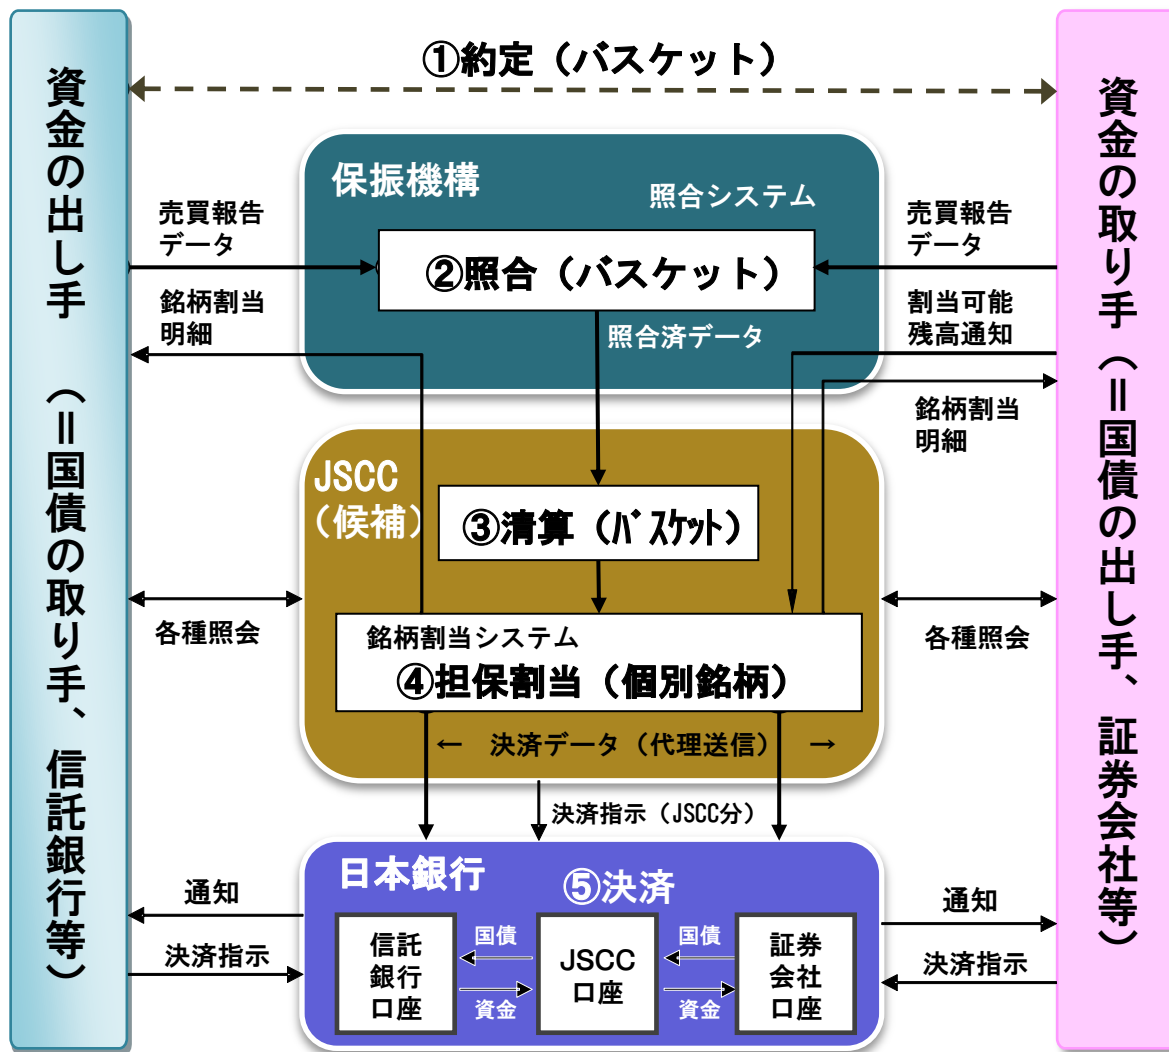 資金の出し手 （＝国債の取り手、信託銀行等）
①約定（バスケット）
資金の取り手（＝国債の出し手、証券会社等）
保振機構
照合システム
売買報告
データ
②照合（バスケット）
売買報告
データ
銘柄割当
明細
照合済データ
割当可能
残高通知
銘柄割当
明細
JSCC
（候補）
③清算（バスケット）
各種照会
各種照会
銘柄割当システム
④担保割当（個別銘柄）
← 決済データ（代理送信） →
決済指示（JSCC分）
日本銀行
⑤決済
通知
通知
決済指示
決済指示
信託
銀行
口座
国債
資金
JSCC
口座
国債
資金
証券
会社
口座